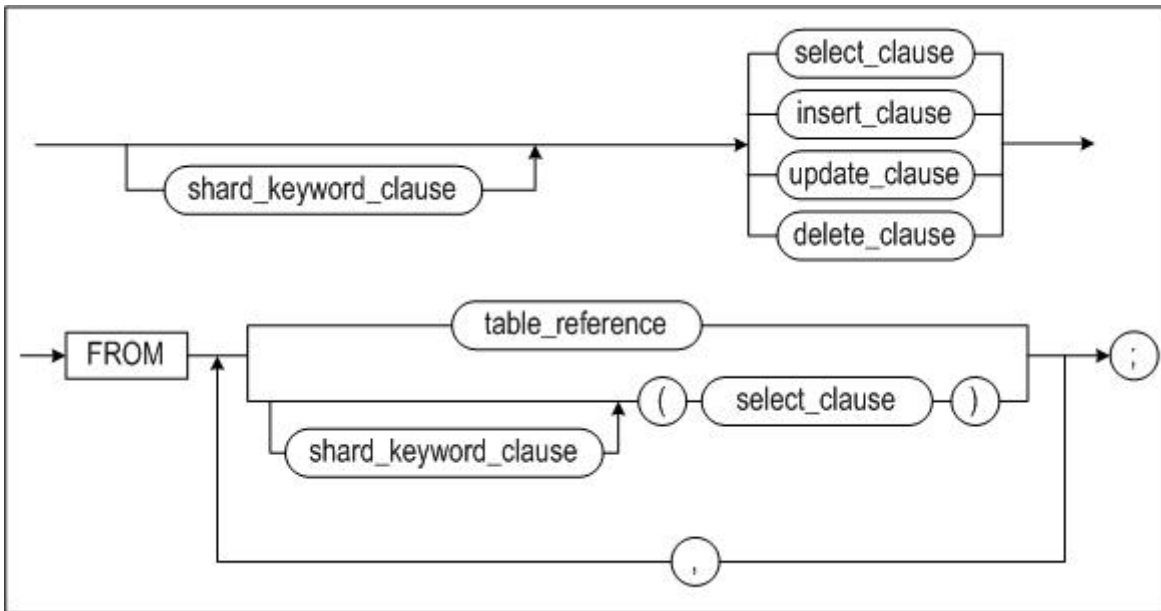 select_clause
insert_clause
shard_keyword_clause
update_clause
delete_clause
table_reference
FROM
;
( select_clause )
shard_keyword_clause
,